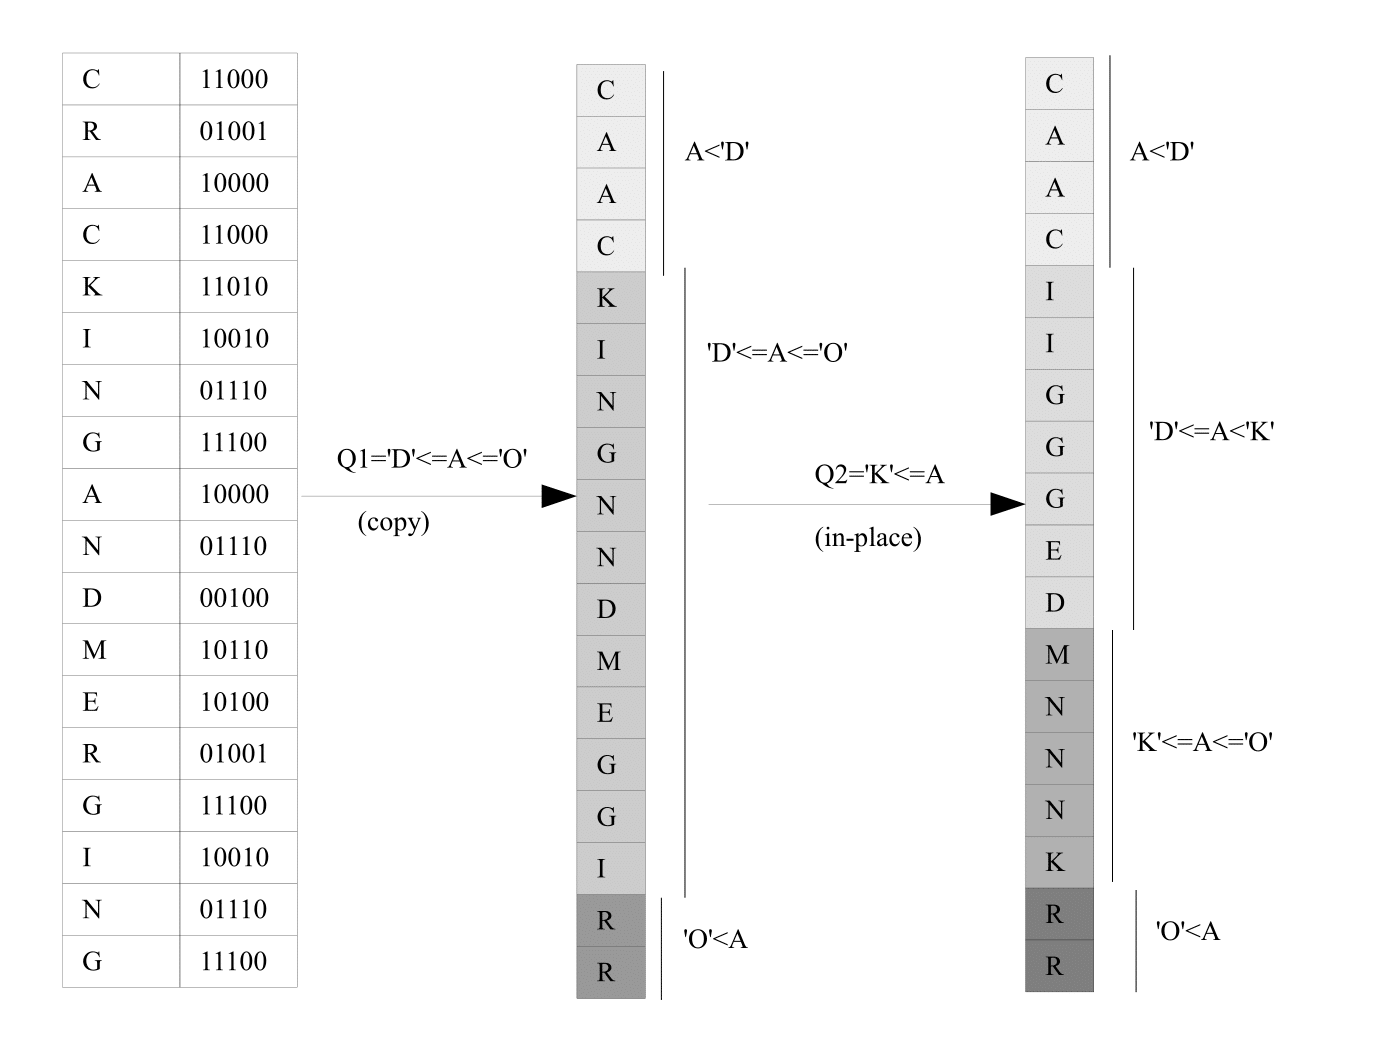 C 11000
R 01001
A 10000
C 11000
K 11010
I 10010
N 01110
G 11100
A 10000
N 01110
D 00100
M 10110
E 10100
R 01001
G 11100
I 10010
N 01110
G 11100
Q1='D'<=A<='O'
(copy)
C
A
A
C
K
I
N
G
N
N
D
M
E
G
G
I
R
R
A<'D'
'D'<=A<='O'
'O'<A
Q2='K'<=A
(in-place)
C
A
A
C
I
I
G
G
G
E
D
M
N
N
N
K
R
R
A<'D'
'D'<=A<'K'
'K'<=A<='O'
'O'<A